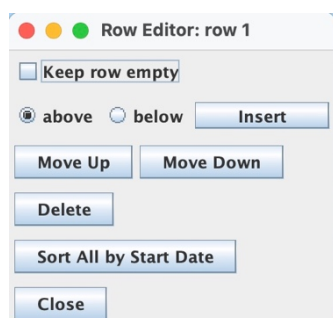 Row Editor: row 1
Keep row empty
above below Insert
Move Up Move Down
Delete
Sort All by Start Date
Close